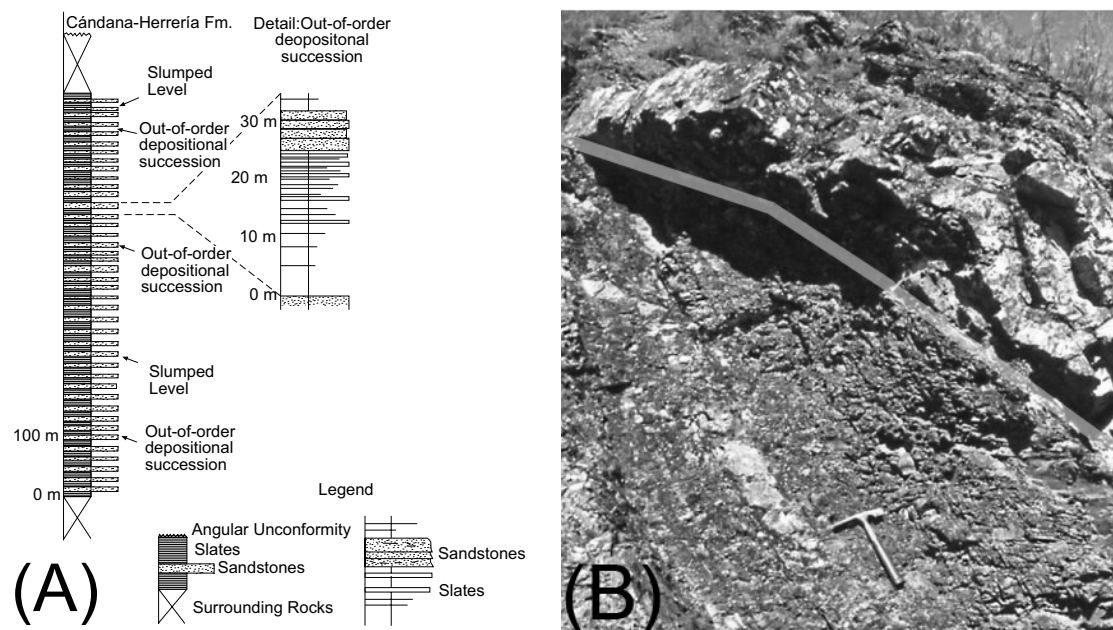 Cándana-Herrería Fm.
Detail:Out-of-order
deopositonal
succession
Slumped
Level
Out-of-order
depositional
succession
30 m
20 m
10 m
0 m
Out-of-order
depositional
succession
Slumped
Level
100 m
Out-of-order
depositional
succession
0 m
Legend
Angular Unconformity
Slates
Sandstones
Surrounding Rocks
Sandstones
Slates
(A)
(B)